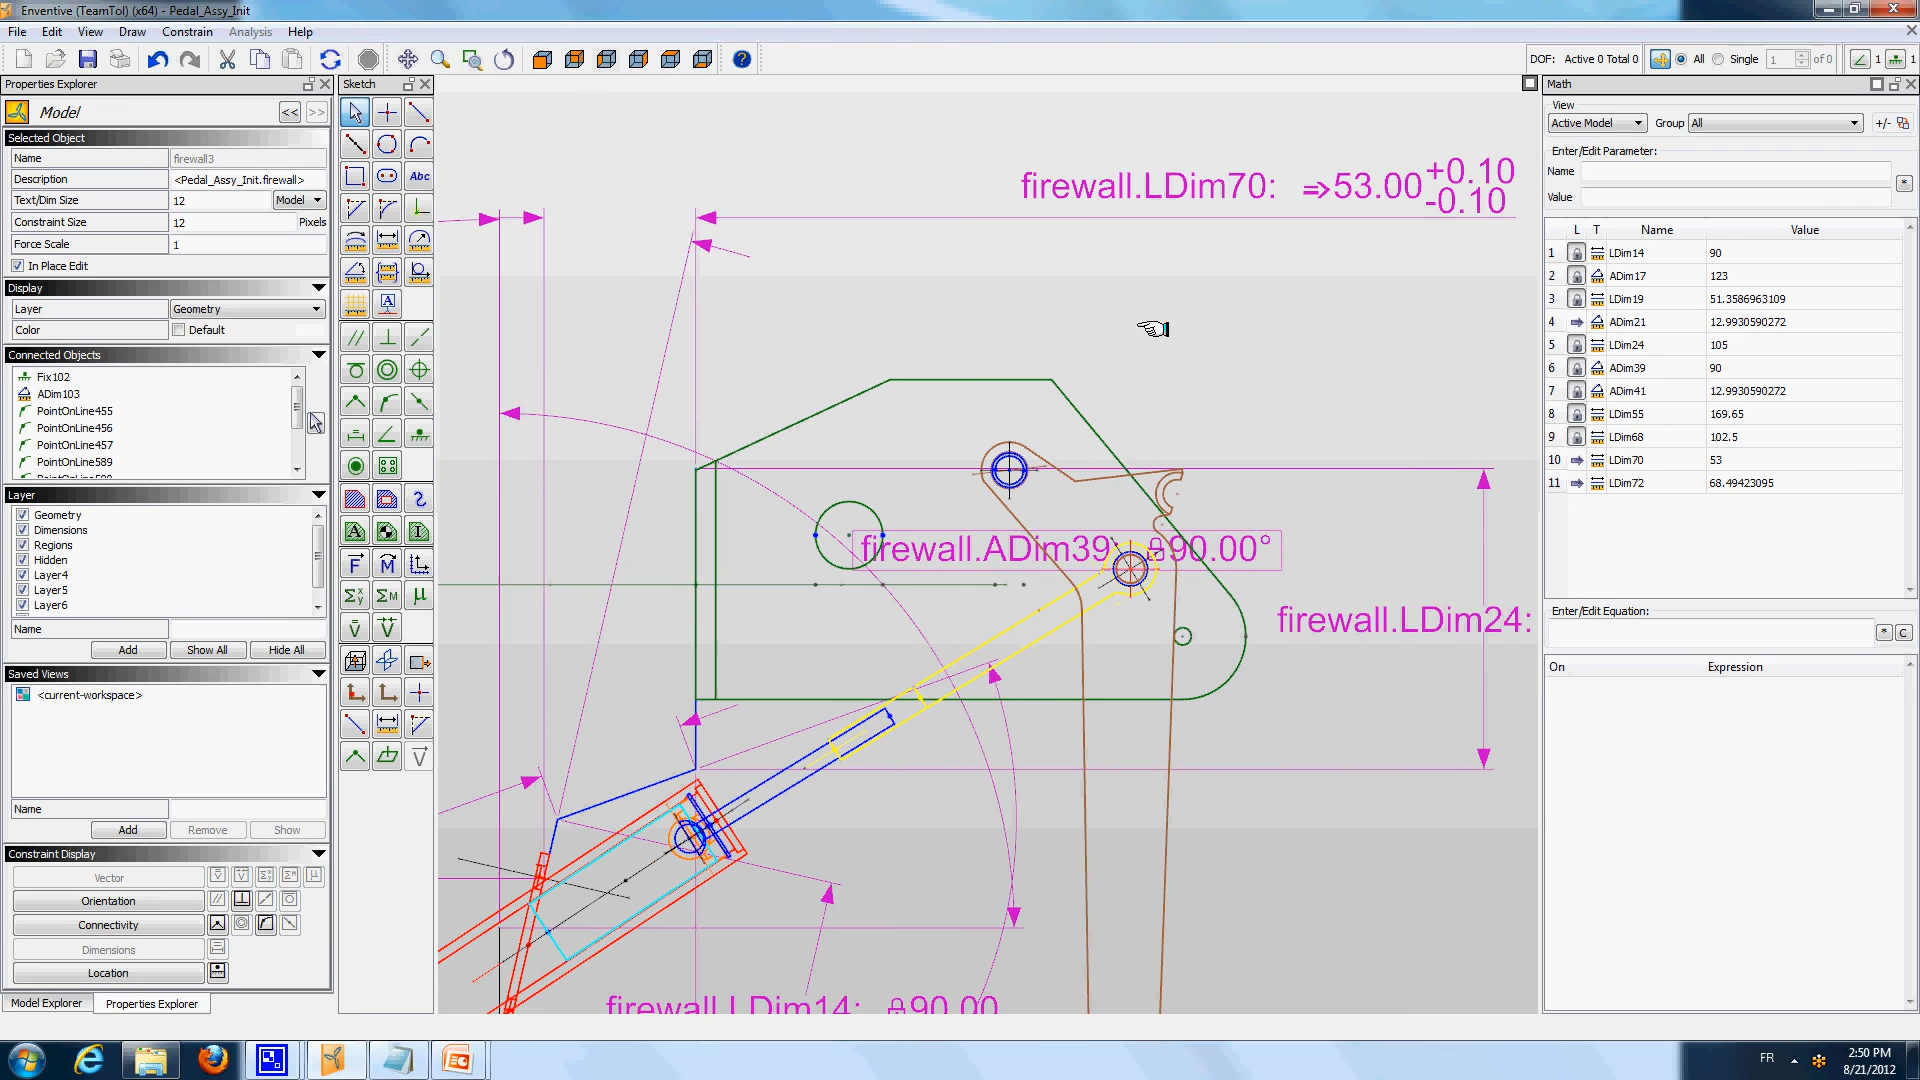 Enventive (TeamTol) (x64) - Pedal_Assy_Init
File Edit View Draw Constrain Analysis Help
DOF: Active 0 Total 0 All Single 1 of 0 1 1
Properties Explorer
Model << >>
Selected Object
Name firewall3
Description <Pedal_Assy_Init.firewall>
Text/Dim Size 12 Model
Constraint Size 12 Pixels
Force Scale 1
In Place Edit
Display
Layer Geometry
Color Default
Connected Objects
Fix102
ADim103
PointOnLine455
PointOnLine456
PointOnLine457
PointOnLine589
Layer
Geometry
Dimensions
Regions
Hidden
Layer4
Layer5
Layer6
Name
Add Show All Hide All
Saved Views
<current-workspace>
Name
Add Remove Show
Constraint Display
Vector
Orientation
Connectivity
Dimensions
Location
Model Explorer Properties Explorer
Sketch
Abc
firewall.LDim70: ⇒53.00 +0.10 -0.10
firewall.ADim39 90.00°
firewall.LDim24:
firewall.LDim14: 90.00
Math
View
Active Model Group All +/-
Enter/Edit Parameter:
Name
Value
*
L T Name Value
1 LDim14 90
2 ADim17 123
3 LDim19 51.3586963109
4 ADim21 12.9930590272
5 LDim24 105
6 ADim39 90
7 ADim41 12.9930590272
8 LDim55 169.65
9 LDim68 102.5
10 LDim70 53
11 LDim72 68.49423095
Enter/Edit Equation:
* C
On Expression
FR
2:50 PM
8/21/2012